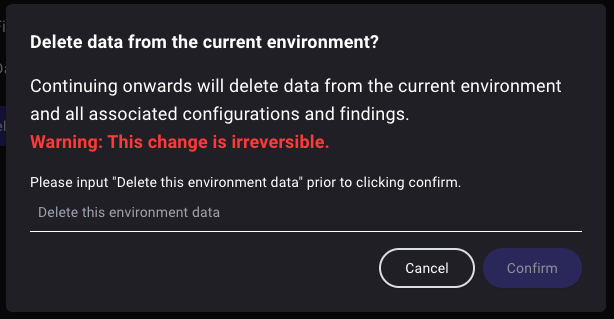 Delete data from the current environment?
Continuing onwards will delete data from the current environment
and all associated configurations and findings.
Warning: This change is irreversible.
Please input "Delete this environment data" prior to clicking confirm.
Delete this environment data
Cancel
Confirm